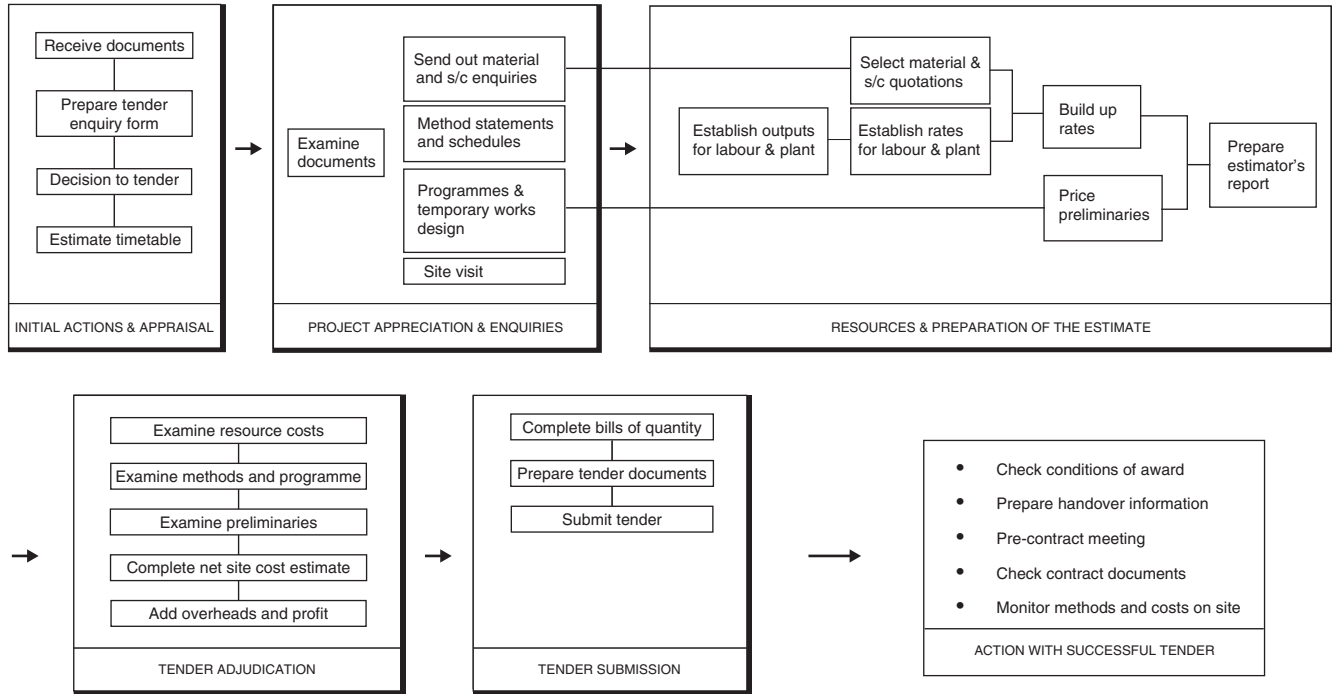 Receive documents
Prepare tender
enquiry form
Decision to tender
Estimate timetable
INITIAL ACTIONS & APPRAISAL
Examine
documents
Send out material
and s/c enquiries
Method statements
and schedules
Programmes &
temporary works
design
Site visit
PROJECT APPRECIATION & ENQUIRIES
Select material &
s/c quotations
Establish outputs
for labour & plant
Establish rates
for labour & plant
Build up
rates
Price
preliminaries
Prepare
estimator's
report
RESOURCES & PREPARATION OF THE ESTIMATE
Examine resource costs
Examine methods and programme
Examine preliminaries
Complete net site cost estimate
Add overheads and profit
TENDER ADJUDICATION
Complete bills of quantity
Prepare tender documents
Submit tender
TENDER SUBMISSION
• Check conditions of award
• Prepare handover information
• Pre-contract meeting
• Check contract documents
• Monitor methods and costs on site
ACTION WITH SUCCESSFUL TENDER